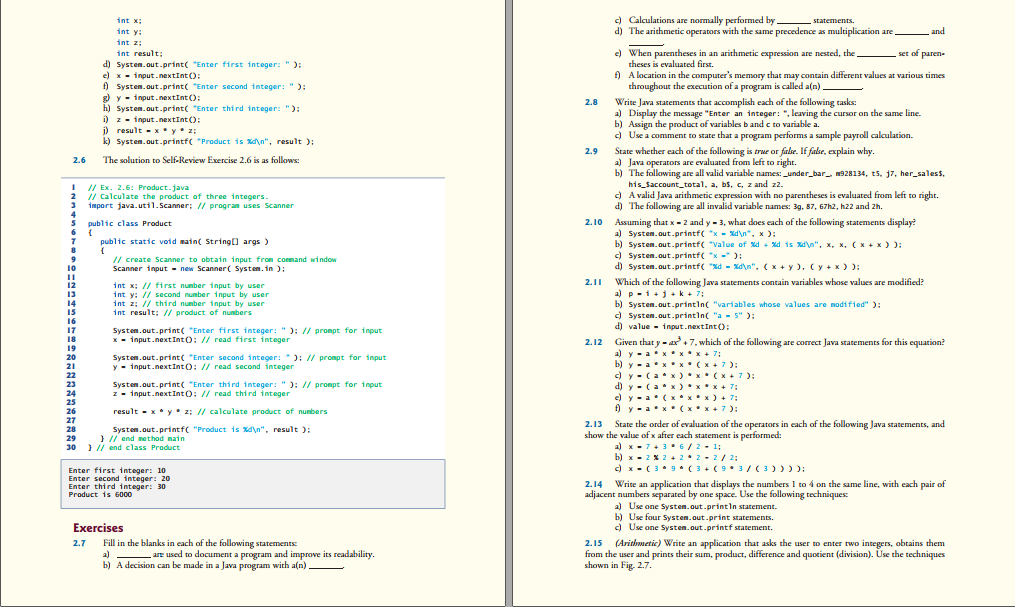 int x;
int y;
int z;
int result;
d) System.out.print( "Enter first integer: " );
e) x = input.nextInt();
f) System.out.print( "Enter second integer: " );
g) y = input.nextInt();
h) System.out.print( "Enter third integer: " );
i) z = input.nextInt();
j) result = x * y * z;
k) System.out.printf( "Product is %d\n", result );
2.6 The solution to Self-Review Exercise 2.6 is as follows:
1 // Ex. 2.6: Product.java
2 // Calculate the product of three integers.
3 import java.util.Scanner; // program uses Scanner
4
5 public class Product
6 {
7 public static void main( String[] args )
8 {
9 // create Scanner to obtain input from command window
10 Scanner input = new Scanner( System.in );
11
12 int x; // first number input by user
13 int y; // second number input by user
14 int z; // third number input by user
15 int result; // product of numbers
16
17 System.out.print( "Enter first integer: " ); // prompt for input
18 x = input.nextInt(); // read first integer
19
20 System.out.print( "Enter second integer: " ); // prompt for input
21 y = input.nextInt(); // read second integer
22
23 System.out.print( "Enter third integer: " ); // prompt for input
24 z = input.nextInt(); // read third integer
25
26 result = x * y * z; // calculate product of numbers
27
28 System.out.printf( "Product is %d\n", result );
29 } // end method main
30 } // end class Product
Enter first integer: 10
Enter second integer: 20
Enter third integer: 30
Product is 6000
Exercises
2.7 Fill in the blanks in each of the following statements:
a) ______ are used to document a program and improve its readability.
b) A decision can be made in a Java program with a(n) ______.
c) Calculations are normally performed by ______ statements.
d) The arithmetic operators with the same precedence as multiplication are ______ and
______.
e) When parentheses in an arithmetic expression are nested, the ______ set of paren-
theses is evaluated first.
f) A location in the computer's memory that may contain different values at various times
throughout the execution of a program is called a(n) ______.
2.8 Write Java statements that accomplish each of the following tasks:
a) Display the message "Enter an integer: ", leaving the cursor on the same line.
b) Assign the product of variables b and c to variable a.
c) Use a comment to state that a program performs a sample payroll calculation.
2.9 State whether each of the following is true or false. If false, explain why.
a) Java operators are evaluated from left to right.
b) The following are all valid variable names: _under_bar_, m928134, t5, j7, her_sales$,
his_$account_total, a, b$, c, z and z2.
c) A valid Java arithmetic expression with no parentheses is evaluated from left to right.
d) The following are all invalid variable names: 3g, 87, 67h2, h22 and 2h.
2.10 Assuming that x = 2 and y = 3, what does each of the following statements display?
a) System.out.printf( "x = %d\n", x );
b) System.out.printf( "Value of %d + %d is %d\n", x, x, ( x + x ) );
c) System.out.printf( "x =" );
d) System.out.printf( "%d = %d\n", ( x + y ), ( y + x ) );
2.11 Which of the following Java statements contain variables whose values are modified?
a) p = i + j + k + 7;
b) System.out.println( "variables whose values are modified" );
c) System.out.println( "a = 5" );
d) value = input.nextInt();
2.12 Given that y = ax³ + 7, which of the following are correct Java statements for this equation?
a) y = a * x * x * x + 7;
b) y = a * x * x * ( x + 7 );
c) y = ( a * x ) * x * ( x + 7 );
d) y = ( a * x ) * x * x + 7;
e) y = a * ( x * x * x ) + 7;
f) y = a * x * ( x * x + 7 );
2.13 State the order of evaluation of the operators in each of the following Java statements, and
show the value of x after each statement is performed:
a) x = 7 + 3 * 6 / 2 - 1;
b) x = 2 % 2 + 2 * 2 - 2 / 2;
c) x = ( 3 * 9 * ( 3 + ( 9 * 3 / ( 3 ) ) ) );
2.14 Write an application that displays the numbers 1 to 4 on the same line, with each pair of
adjacent numbers separated by one space. Use the following techniques:
a) Use one System.out.println statement.
b) Use four System.out.print statements.
c) Use one System.out.printf statement.
2.15 (Arithmetic) Write an application that asks the user to enter two integers, obtains them
from the user and prints their sum, product, difference and quotient (division). Use the techniques
shown in Fig. 2.7.